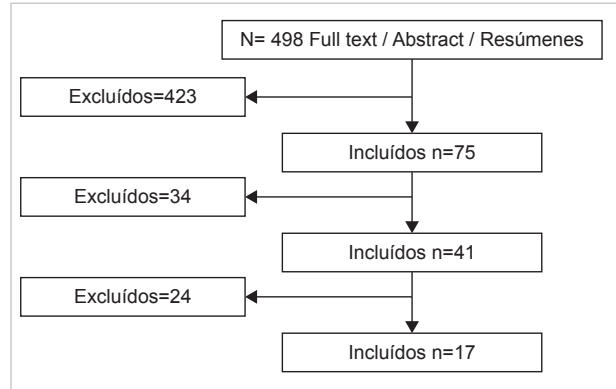 N= 498 Full text / Abstract / Resúmenes
Excluídos=423
Incluídos n=75
Excluídos=34
Incluídos n=41
Excluídos=24
Incluídos n=17